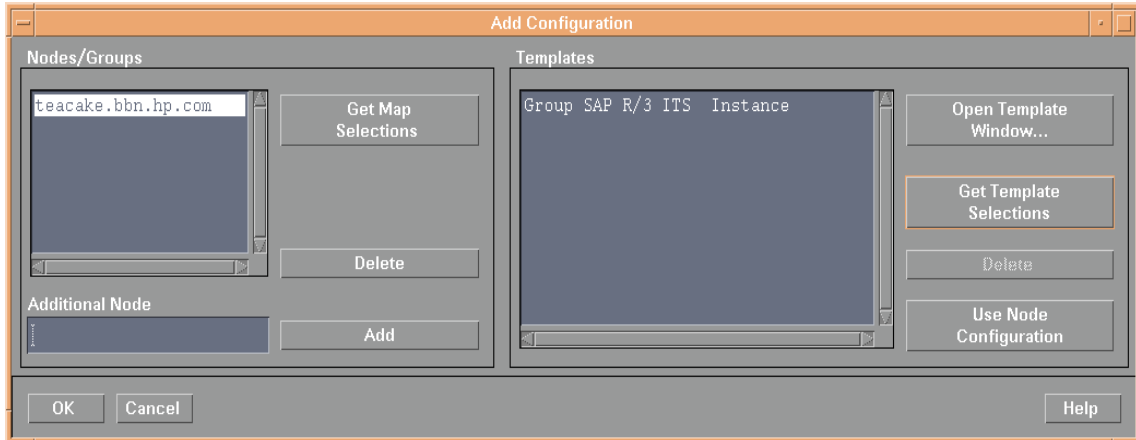 Add Configuration
Nodes/Groups
teacake.bbn.hp.com
Get Map
Selections
Delete
Additional Node
Add
Templates
Group SAP R/3 ITS  Instance
Open Template
Window...
Get Template
Selections
Delete
Use Node
Configuration
OK
Cancel
Help